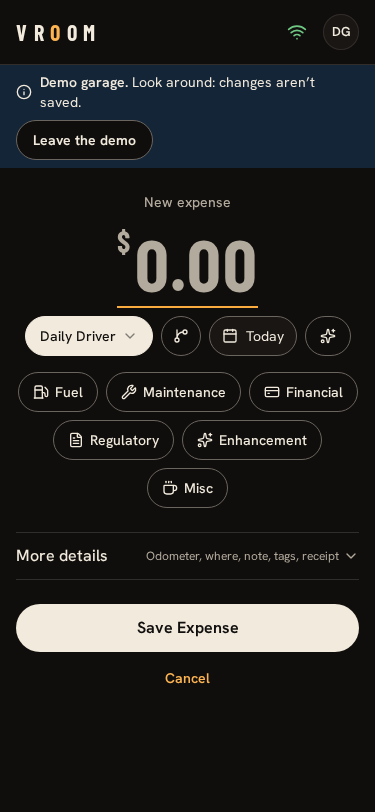 VROOM
DG
Demo garage. Look around: changes aren’t
saved.
Leave the demo
New expense
$0.00
Daily Driver
Today
Fuel
Maintenance
Financial
Regulatory
Enhancement
Misc
More details
Odometer, where, note, tags, receipt
Save Expense
Cancel